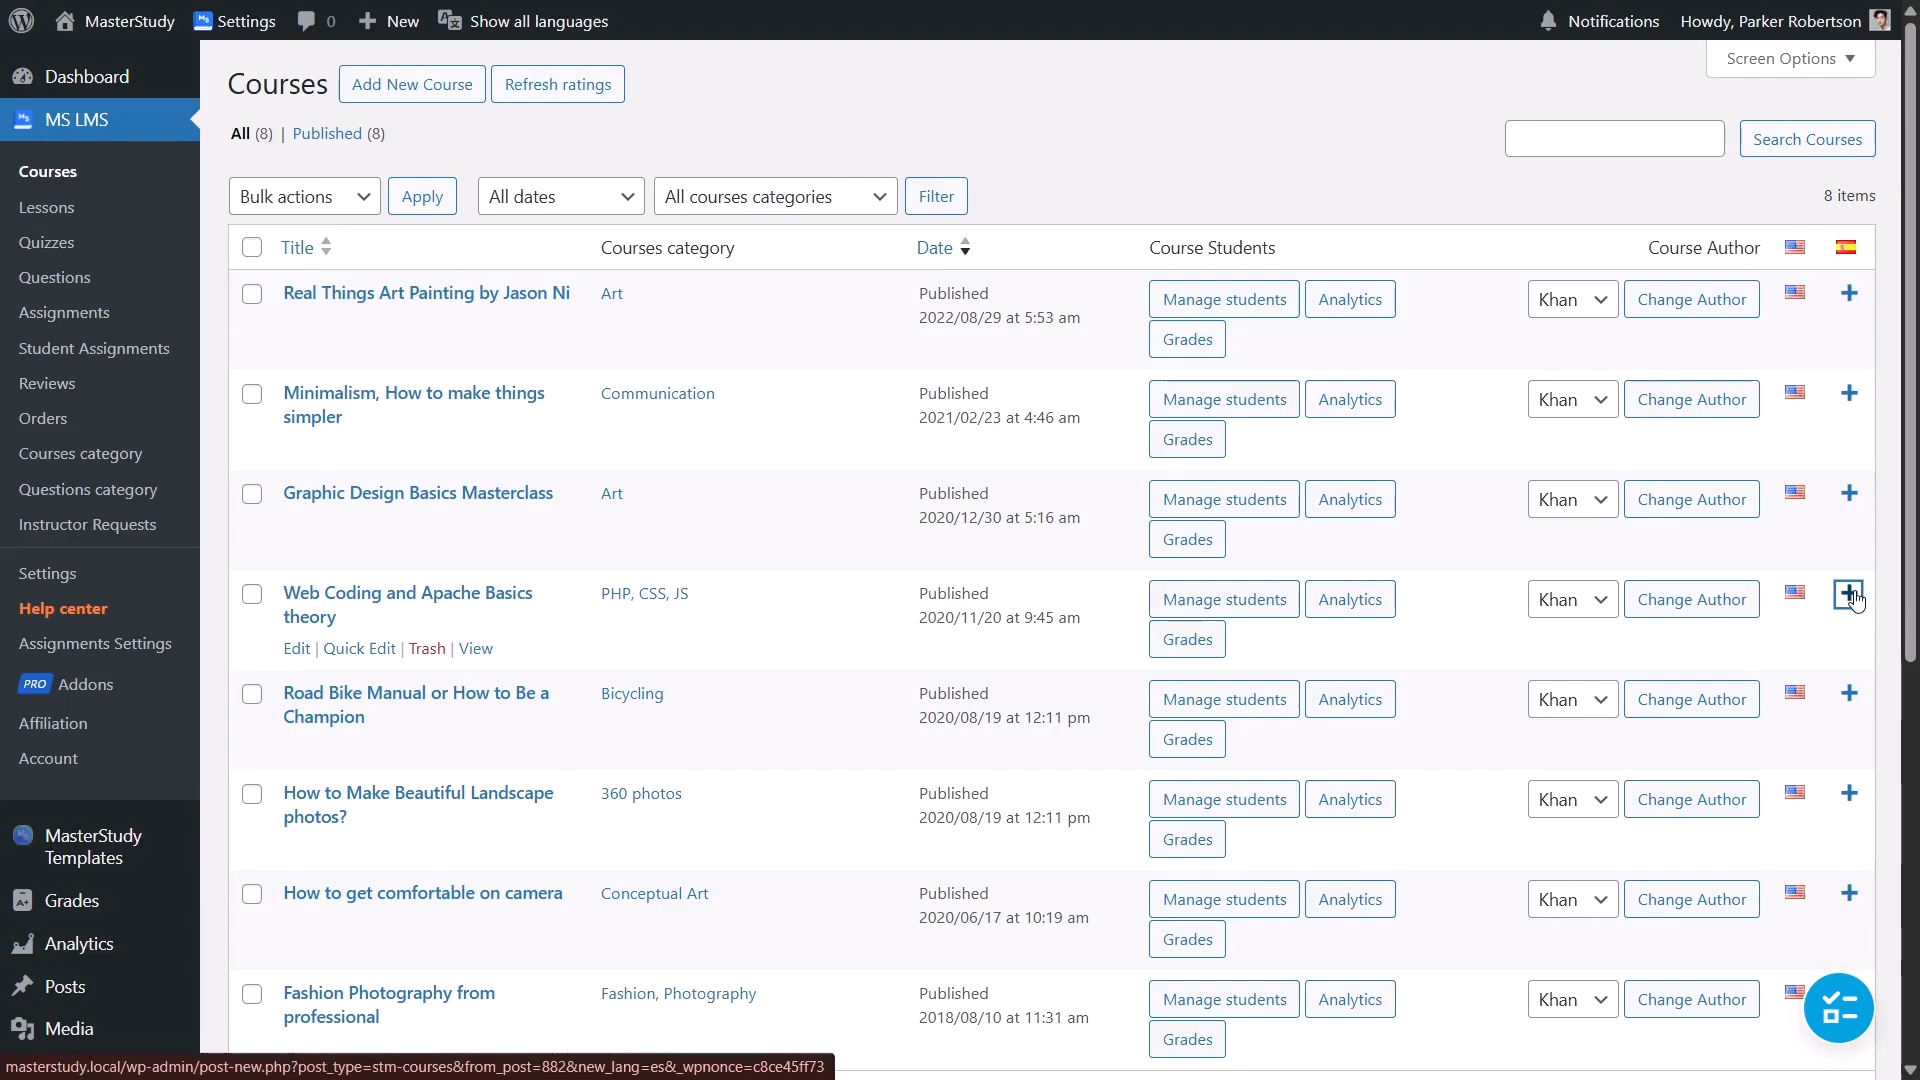 MasterStudy Settings 0 New Show all languages Notifications Howdy, Parker Robertson
Screen Options
Dashboard
MS LMS
Courses
Lessons
Quizzes
Questions
Assignments
Student Assignments
Reviews
Orders
Courses category
Questions category
Instructor Requests
Settings
Help center
Assignments Settings
PRO Addons
Affiliation
Account
MasterStudy
Templates
Grades
Analytics
Posts
Media
Courses Add New Course Refresh ratings
All (8) | Published (8)
Search Courses
Bulk actions Apply All dates All courses categories Filter 8 items
Title Courses category Date Course Students Course Author
Real Things Art Painting by Jason Ni Art Published Manage students Analytics Khan Change Author
2022/08/29 at 5:53 am
Grades
Minimalism, How to make things Communication Published Manage students Analytics Khan Change Author
simpler 2021/02/23 at 4:46 am
Grades
Graphic Design Basics Masterclass Art Published Manage students Analytics Khan Change Author
2020/12/30 at 5:16 am
Grades
Web Coding and Apache Basics PHP, CSS, JS Published Manage students Analytics Khan Change Author
theory 2020/11/20 at 9:45 am
Edit | Quick Edit | Trash | View Grades
Road Bike Manual or How to Be a Bicycling Published Manage students Analytics Khan Change Author
Champion 2020/08/19 at 12:11 pm
Grades
How to Make Beautiful Landscape 360 photos Published Manage students Analytics Khan Change Author
photos? 2020/08/19 at 12:11 pm
Grades
How to get comfortable on camera Conceptual Art Published Manage students Analytics Khan Change Author
2020/06/17 at 10:19 am
Grades
Fashion Photography from Fashion, Photography Published Manage students Analytics Khan Change Author
professional 2018/08/10 at 11:31 am
Grades
masterstudy.local/wp-admin/post-new.php?post_type=stm-courses&from_post=882&new_lang=es&_wpnonce=c8ce45ff73